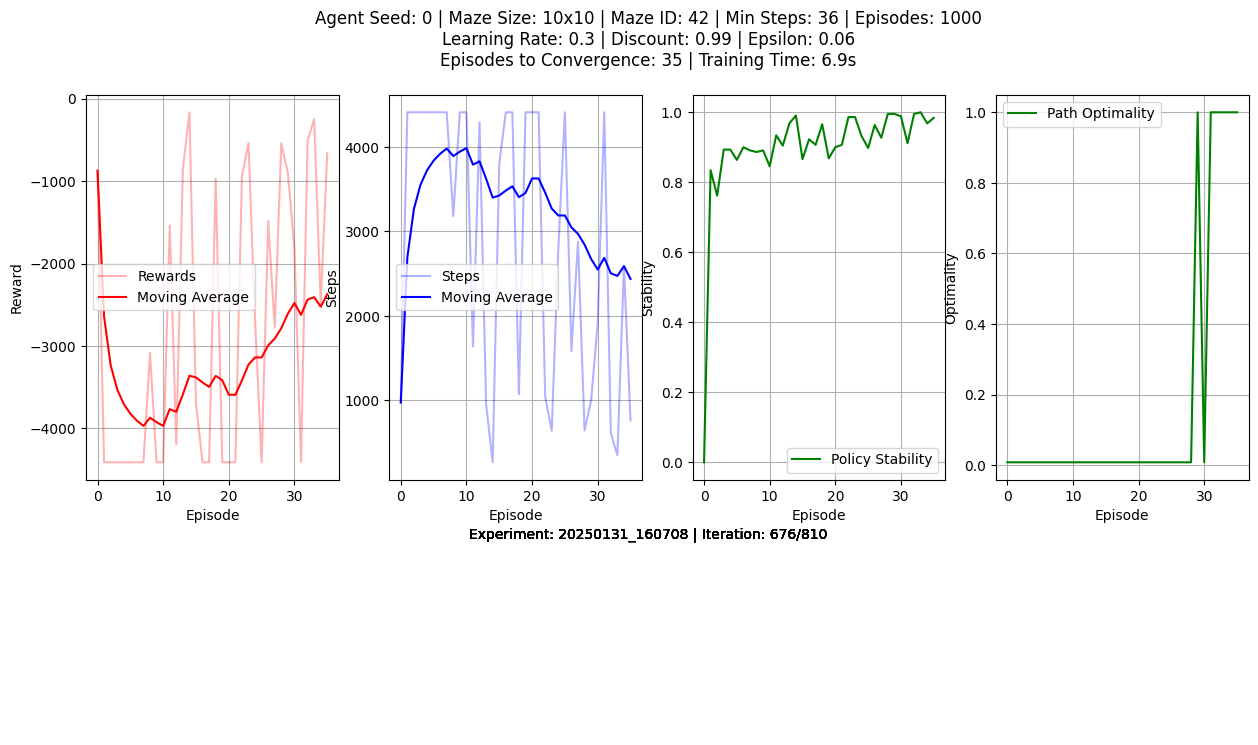 Agent Seed: 0 | Maze Size: 10x10 | Maze ID: 42 | Min Steps: 36 | Episodes: 1000
Learning Rate: 0.3 | Discount: 0.99 | Epsilon: 0.06
Episodes to Convergence: 35 | Training Time: 6.9s
0
−1000
−2000
−3000
−4000
Reward
Rewards
Moving Average
0
10
20
30
Episode
4000
3000
2000
1000
Steps
Steps
Moving Average
0
10
20
30
Episode
1.0
0.8
0.6
0.4
0.2
0.0
Stability
Policy Stability
0
10
20
30
Episode
1.0
0.8
0.6
0.4
0.2
0.0
Optimality
Path Optimality
0
10
20
30
Episode
Experiment: 20250131_160708 | Iteration: 676/810